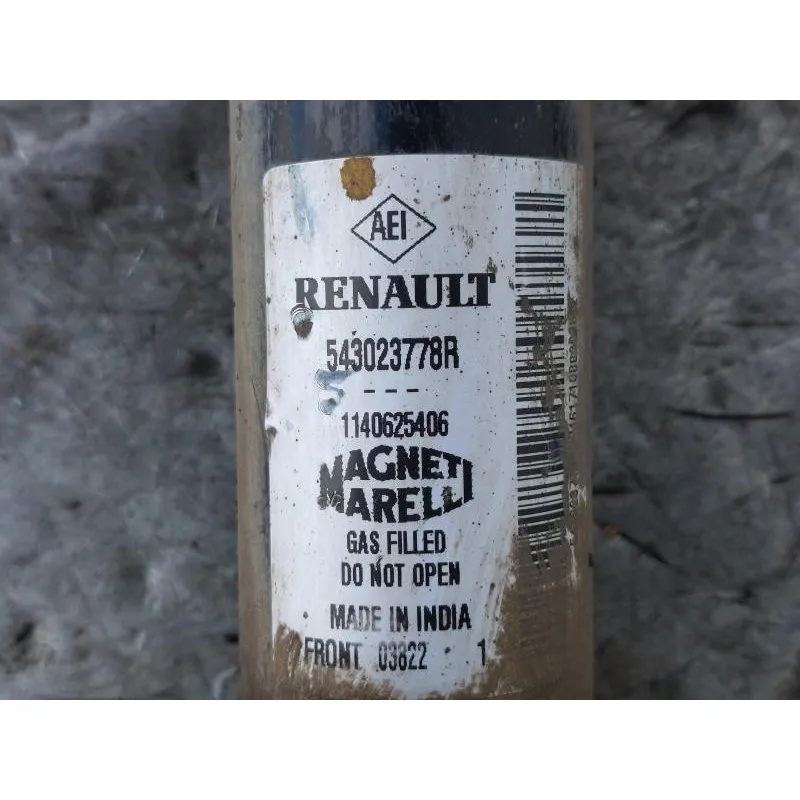 AEI
RENAULT
543023778R
---
1140625406
MAGNETI
MARELLI
GAS FILLED
DO NOT OPEN
MADE IN INDIA
FRONT 03822 1